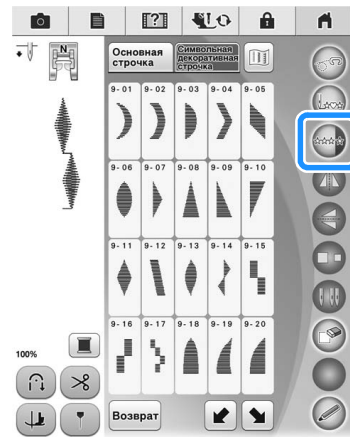 ?
N
Основная
строчка
Символьная
декоративная
строчка
9-01 9-02 9-03 9-04 9-05
9-06 9-07 9-08 9-09 9-10
9-11 9-12 9-13 9-14 9-15
9-16 9-17 9-18 9-19 9-20
100%
Возврат